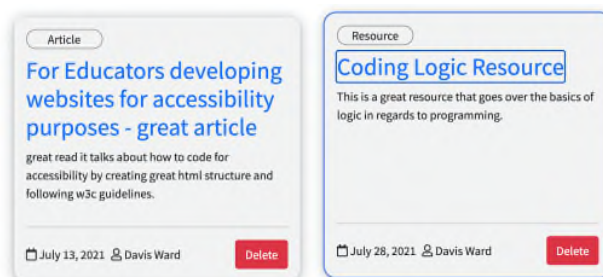 Article
For Educators developing
websites for accessibility
purposes - great article
great read it talks about how to code for
accessibility by creating great html structure and
following w3c guidelines.
July 13, 2021 Davis Ward
Delete
Resource
Coding Logic Resource
This is a great resource that goes over the basics of
logic in regards to programming.
July 28, 2021 Davis Ward
Delete